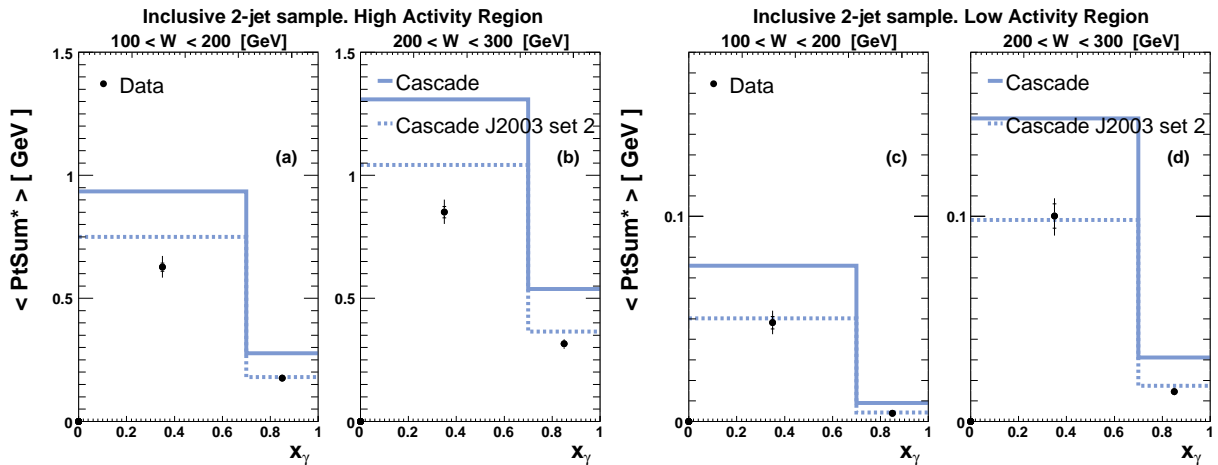 Inclusive 2-jet sample. High Activity Region
100 < W < 200 [GeV]
200 < W < 300 [GeV]
< PtSum* > [ GeV ]
1.5
1
0.5
0
Data
(a)
Cascade
Cascade J2003 set 2
(b)
0 0.2 0.4 0.6 0.8 1
xγ
0 0.2 0.4 0.6 0.8 1
xγ
Inclusive 2-jet sample. Low Activity Region
100 < W < 200 [GeV]
200 < W < 300 [GeV]
< PtSum* > [ GeV ]
0.1
0
Data
(c)
Cascade
Cascade J2003 set 2
(d)
0.1
0
0 0.2 0.4 0.6 0.8 1
xγ
0 0.2 0.4 0.6 0.8 1
xγ
1.5
1
0.5
0